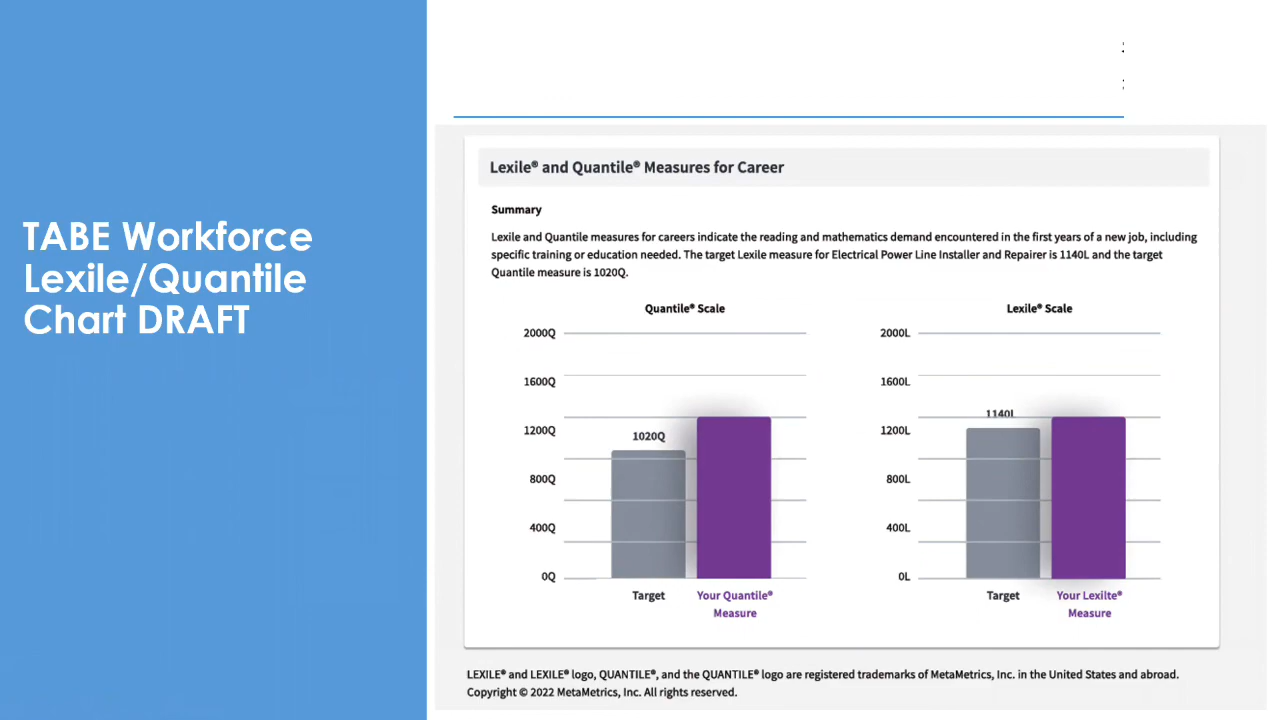 TABE Workforce
Lexile/Quantile
Chart DRAFT
Lexile® and Quantile® Measures for Career
Summary
Lexile and Quantile measures for careers indicate the reading and mathematics demand encountered in the first years of a new job, including
specific training or education needed. The target Lexile measure for Electrical Power Line Installer and Repairer is 1140L and the target
Quantile measure is 1020Q.
Quantile® Scale
2000Q
1600Q
1200Q
800Q
400Q
0Q
1020Q
Target
Your Quantile®
Measure
Lexile® Scale
2000L
1600L
1200L
800L
400L
0L
1140L
Target
Your Lexilte®
Measure
LEXILE® and LEXILE® logo, QUANTILE®, and the QUANTILE® logo are registered trademarks of MetaMetrics, Inc. in the United States and abroad.
Copyright © 2022 MetaMetrics, Inc. All rights reserved.